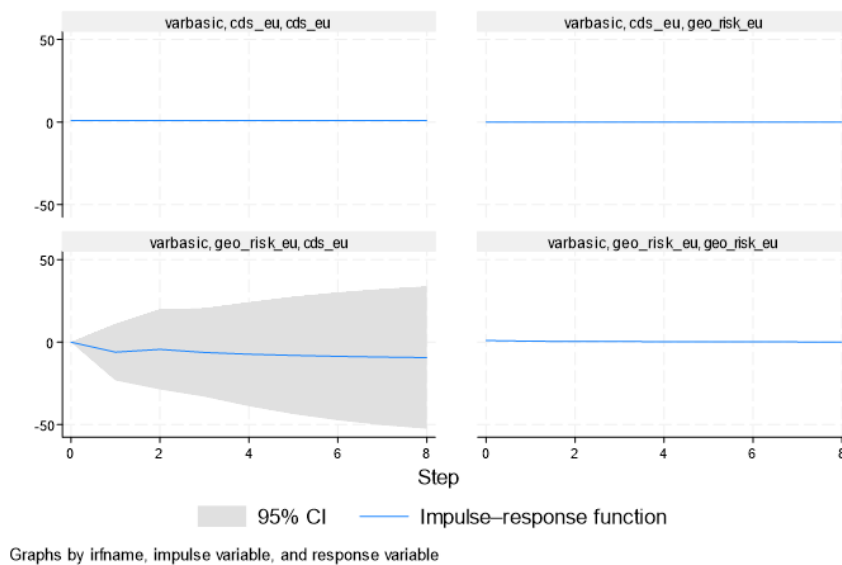 varbasic, cds_eu, cds_eu
varbasic, cds_eu, geo_risk_eu
50
0
-50
varbasic, geo_risk_eu, cds_eu
varbasic, geo_risk_eu, geo_risk_eu
50
0
-50
0 2 4 6 8
0 2 4 6 8
Step
95% CI
Impulse–response function
Graphs by irfname, impulse variable, and response variable